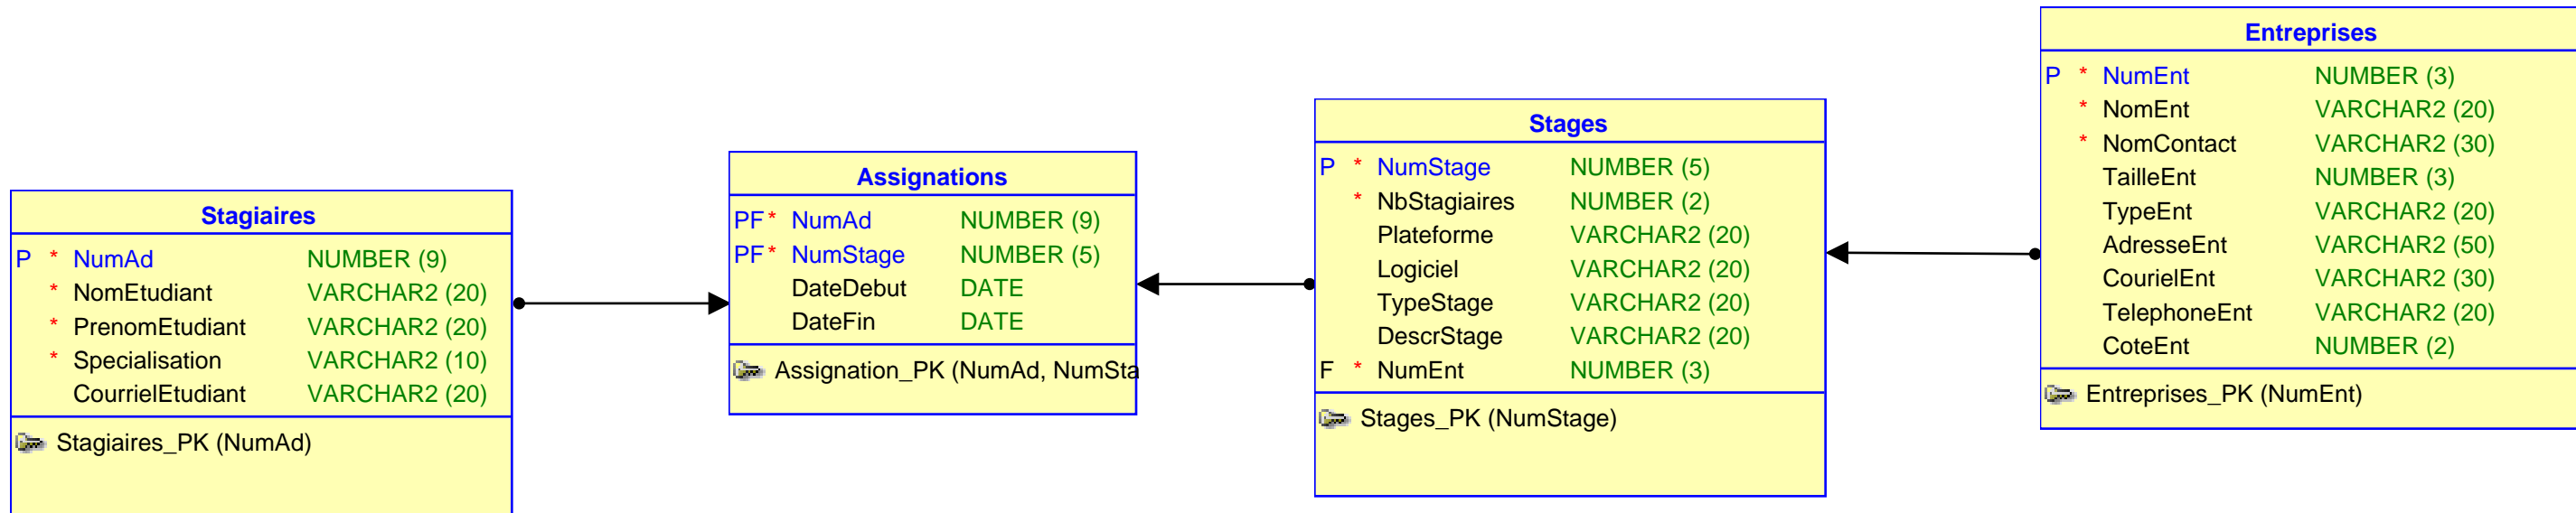 Stagiaires
P * NumAd NUMBER (9)
* NomEtudiant VARCHAR2 (20)
* PrenomEtudiant VARCHAR2 (20)
* Specialisation VARCHAR2 (10)
CourrielEtudiant VARCHAR2 (20)
Stagiaires_PK (NumAd)
Assignations
PF * NumAd NUMBER (9)
PF * NumStage NUMBER (5)
DateDebut DATE
DateFin DATE
Assignation_PK (NumAd, NumSta
Stages
P * NumStage NUMBER (5)
* NbStagiaires NUMBER (2)
Plateforme VARCHAR2 (20)
Logiciel VARCHAR2 (20)
TypeStage VARCHAR2 (20)
DescrStage VARCHAR2 (20)
F * NumEnt NUMBER (3)
Stages_PK (NumStage)
Entreprises
P * NumEnt NUMBER (3)
* NomEnt VARCHAR2 (20)
* NomContact VARCHAR2 (30)
TailleEnt NUMBER (3)
TypeEnt VARCHAR2 (20)
AdresseEnt VARCHAR2 (50)
CourielEnt VARCHAR2 (30)
TelephoneEnt VARCHAR2 (20)
CoteEnt NUMBER (2)
Entreprises_PK (NumEnt)